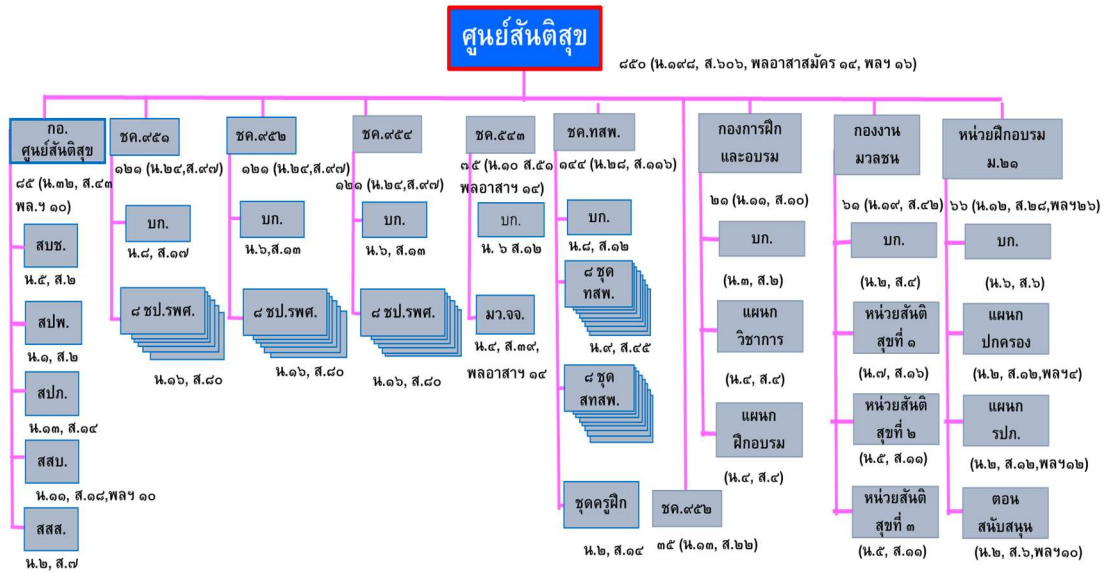 ศูนย์สันติสุข
๘๕๐ (น.๑๙๘, ส.๖๐๖, พลอาสาสมัคร ๑๔, พลฯ ๑๖)
กอ.
ศูนย์สันติสุข
๘๕ (น.๓๒, ส.๔๓
พล.ฯ ๑๐)
สบช.
น.๕, ส.๒
สปพ.
น.๑, ส.๒
สปภ.
น.๑๓, ส.๑๔
สสบ.
น.๑๑, ส.๑๘,พลฯ ๑๐
สสส.
น.๒, ส.๗
ชค.๙๕๑
๑๒๑ (น.๒๔,ส.๙๗)
บก.
น.๘, ส.๑๗
๘ ชป.รพศ.
น.๑๖, ส.๘๐
ชค.๙๕๒
๑๒๑ (น.๒๔,ส.๙๗)
บก.
น.๖,ส.๑๓
๘ ชป.รพศ.
น.๑๖, ส.๘๐
ชค.๙๕๔
๑๒๑ (น.๒๔,ส.๙๗)
บก.
น.๖, ส.๑๓
๘ ชป.รพศ.
น.๑๖, ส.๘๐
ชค.๕๔๓
๗๕ (น.๑๐ ส.๕๑
พลอาสาฯ ๑๔)
บก.
น. ๖ ส.๑๒
มว.จจ.
น.๔, ส.๓๙,
พลอาสาฯ ๑๔
ชค.ทสพ.
๑๔๔ (น.๒๘, ส.๑๑๖)
บก.
น.๘, ส.๑๒
๘ ชุด
ทสพ.
น.๙, ส.๔๕
๘ ชุด
สทสพ.
ชุดครูฝึก
น.๒, ส.๑๔
ชค.๙๕๒
๓๕ (น.๑๓, ส.๒๒)
กองการฝึก
และอบรม
๒๑ (น.๑๑, ส.๑๐)
บก.
(น.๓, ส.๒)
แผนก
วิชาการ
(น.๔, ส.๔)
แผนก
ฝึกอบรม
(น.๔, ส.๔)
กองงาน
มวลชน
๖๑ (น.๑๙, ส.๔๒)
บก.
(น.๒, ส.๔)
หน่วยสันติ
สุขที่ ๑
(น.๗, ส.๑๖)
หน่วยสันติ
สุขที่ ๒
(น.๕, ส.๑๑)
หน่วยสันติ
สุขที่ ๓
(น.๕, ส.๑๑)
หน่วยฝึกอบรม
ม.๒๑
๖๖ (น.๑๒, ส.๒๘,พลฯ๒๖)
บก.
(น.๖, ส.๖)
แผนก
ปกครอง
(น.๒, ส.๑๒,พลฯ๔)
แผนก
รปภ.
(น.๒, ส.๑๒,พลฯ๑๒)
ตอน
สนับสนุน
(น.๒, ส.๖,พลฯ๑๐)